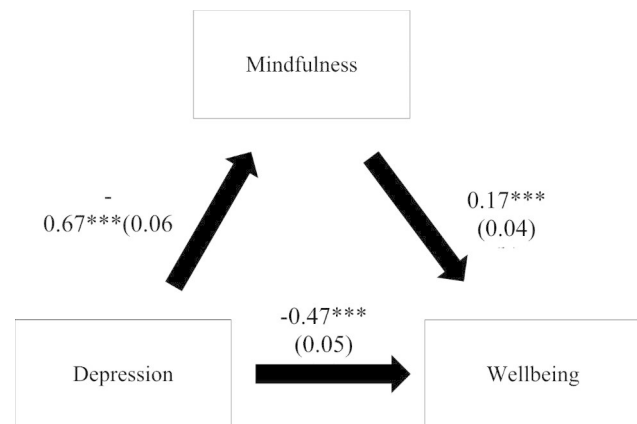 Mindfulness
-
0.67***(0.06
0.17***
(0.04)
-0.47***
(0.05)
Depression
Wellbeing